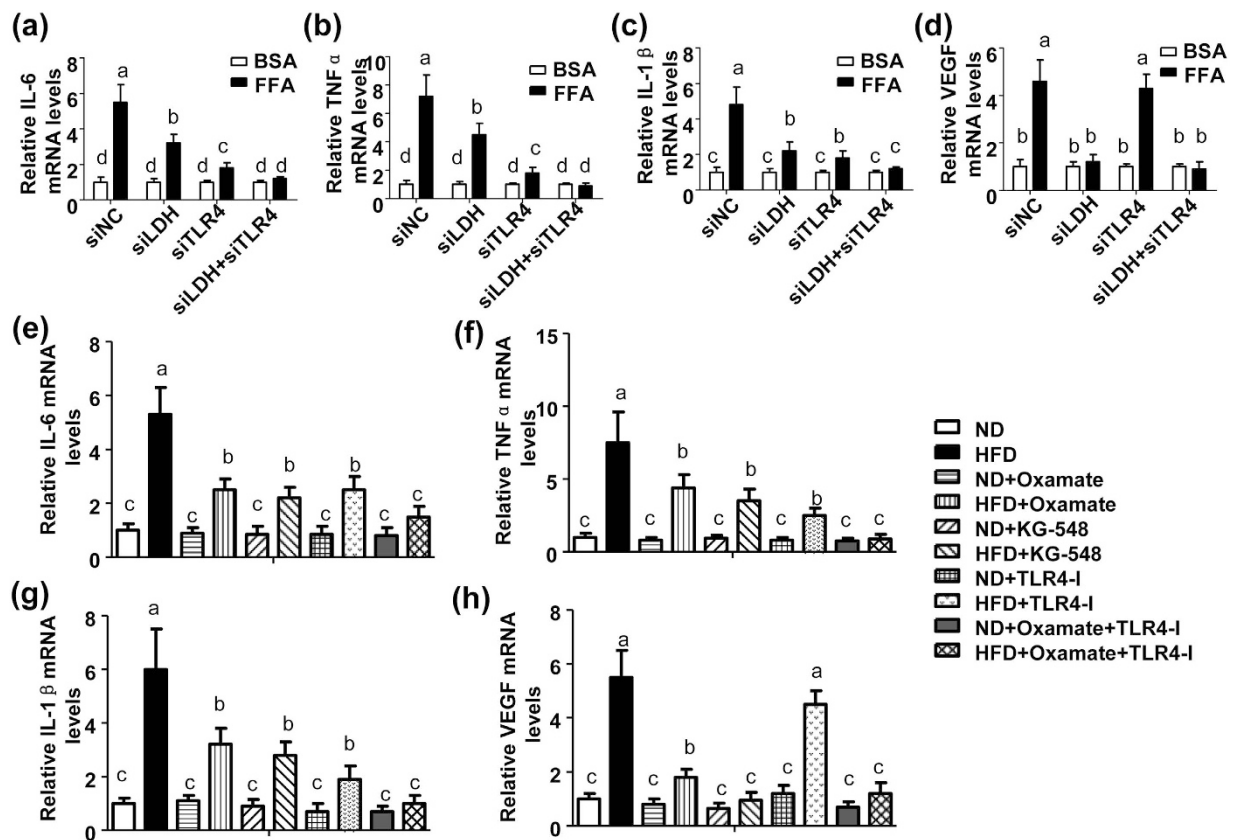 (a)
Relative IL-6
mRNA levels
8
6
4
2
0
BSA
FFA
d
a
d
b
d
c
d
d
siNC
siLDH
siTLR4
siLDH+siTLR4
(b)
Relative TNF α
mRNA levels
10
8
6
4
2
0
BSA
FFA
d
a
d
b
d
c
d
d
siNC
siLDH
siTLR4
siLDH+siTLR4
(c)
Relative IL-1 β
mRNA levels
8
6
4
2
0
BSA
FFA
c
a
c
b
c
b
c
c
siNC
siLDH
siTLR4
siLDH+siTLR4
(d)
Relative VEGF
mRNA levels
6
4
2
0
BSA
FFA
b
a
b
b
b
a
b
b
siNC
siLDH
siTLR4
siLDH+siTLR4
(e)
Relative IL-6 mRNA
levels
8
6
4
2
0
c
a
c
b
c
b
c
b
c
c
(f)
Relative TNF α mRNA
levels
15
10
5
0
c
a
c
b
c
b
c
b
c
c
ND
HFD
ND+Oxamate
HFD+Oxamate
ND+KG-548
HFD+KG-548
ND+TLR4-I
HFD+TLR4-I
ND+Oxamate+TLR4-I
HFD+Oxamate+TLR4-I
(g)
Relative IL-1 β mRNA
levels
8
6
4
2
0
c
a
c
b
c
b
c
b
c
c
(h)
Relative VEGF mRNA
levels
8
6
4
2
0
c
a
c
b
c
c
c
a
c
c